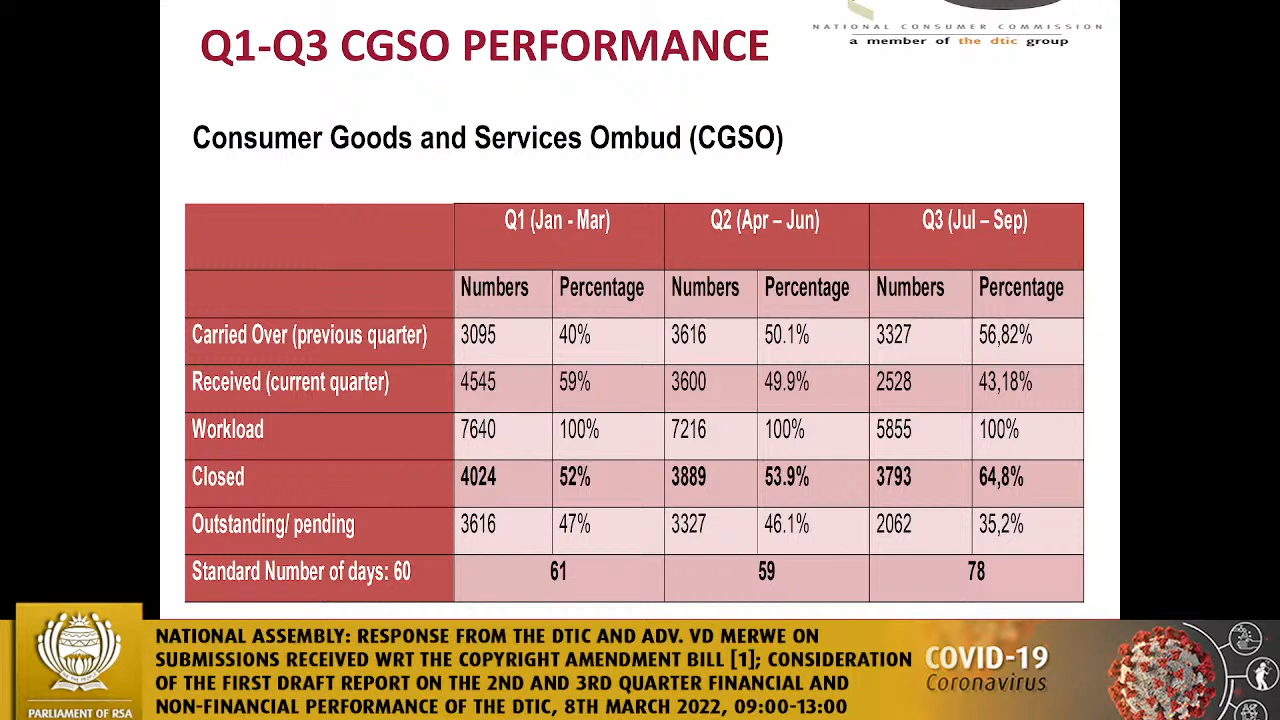 Q1-Q3 CGSO PERFORMANCE
NATIONAL CONSUMER COMMISSION
a member of the dtic group
Consumer Goods and Services Ombud (CGSO)
Q1 (Jan - Mar) Q2 (Apr – Jun) Q3 (Jul – Sep)
Numbers Percentage Numbers Percentage Numbers Percentage
Carried Over (previous quarter) 3095 40% 3616 50.1% 3327 56,82%
Received (current quarter) 4545 59% 3600 49.9% 2528 43,18%
Workload 7640 100% 7216 100% 5855 100%
Closed 4024 52% 3889 53.9% 3793 64,8%
Outstanding/ pending 3616 47% 3327 46.1% 2062 35,2%
Standard Number of days: 60 61 59 78
NATIONAL ASSEMBLY: RESPONSE FROM THE DTIC AND ADV. VD MERWE ON
SUBMISSIONS RECEIVED WRT THE COPYRIGHT AMENDMENT BILL [1]; CONSIDERATION
OF THE FIRST DRAFT REPORT ON THE 2ND AND 3RD QUARTER FINANCIAL AND
NON-FINANCIAL PERFORMANCE OF THE DTIC, 8TH MARCH 2022, 09:00-13:00
PARLIAMENT OF RSA
COVID-19
Coronavirus